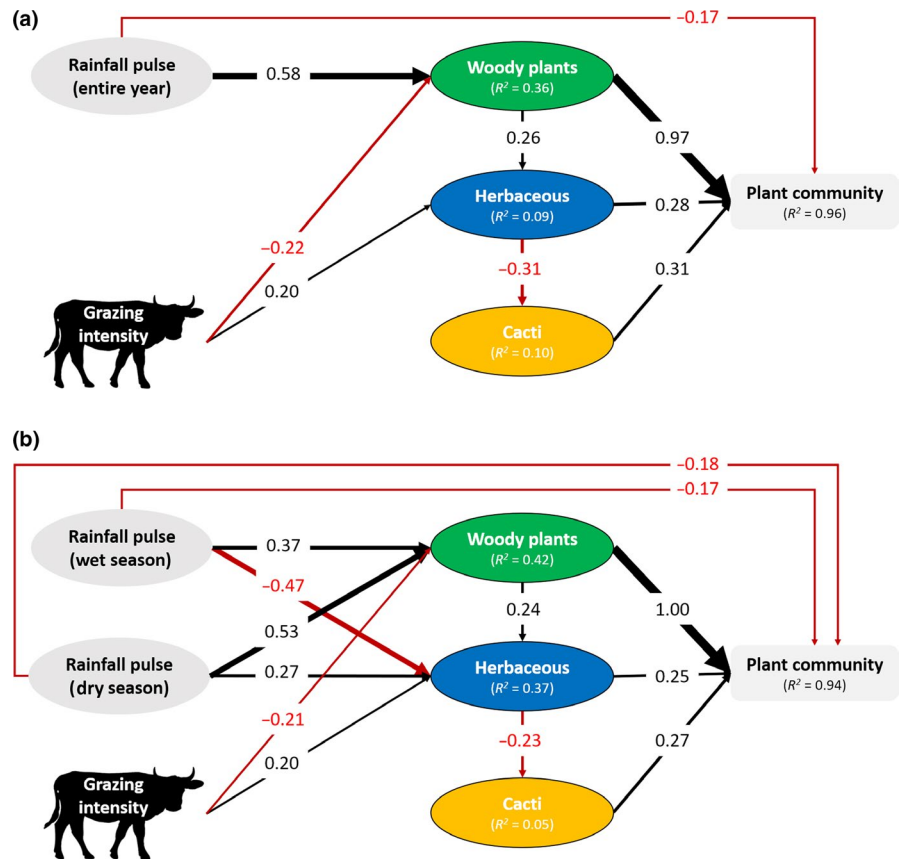 (a)
−0.17
Rainfall pulse
(entire year)
0.58
Woody plants
(R² = 0.36)
0.26
0.97
Herbaceous
(R² = 0.09)
0.28
Plant community
(R² = 0.96)
−0.22
−0.31
0.31
0.20
Grazing
intensity
Cacti
(R² = 0.10)
(b)
−0.18
−0.17
Rainfall pulse
(wet season)
0.37
Woody plants
(R² = 0.42)
−0.47
0.24
1.00
0.53
Rainfall pulse
(dry season)
0.27
Herbaceous
(R² = 0.37)
0.25
Plant community
(R² = 0.94)
−0.21
−0.23
0.27
0.20
Grazing
intensity
Cacti
(R² = 0.05)